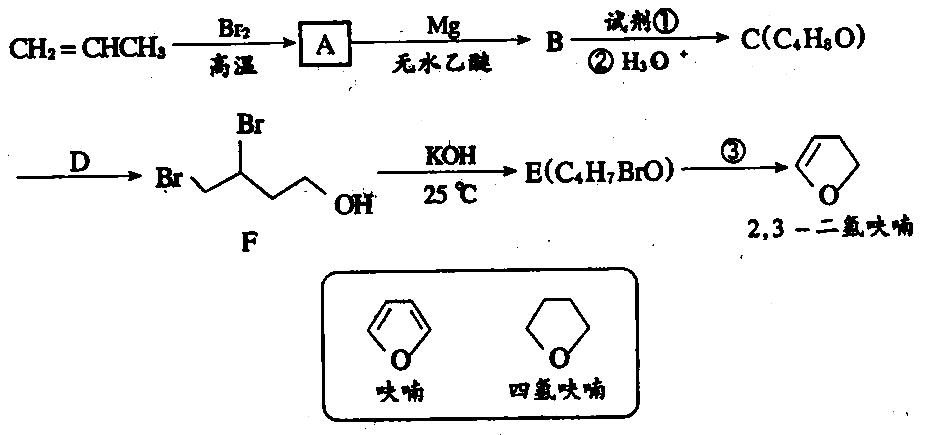 CH₂=CHCH₃ Br₂ 高温 A Mg 无水乙醚 B 试剂① ② H₃O⁺ C(C₄H₈O)
D Br Br OH F KOH 25℃ E(C₄H₇BrO) ③ O 2,3-二氢呋喃
O 呋喃 O 四氢呋喃